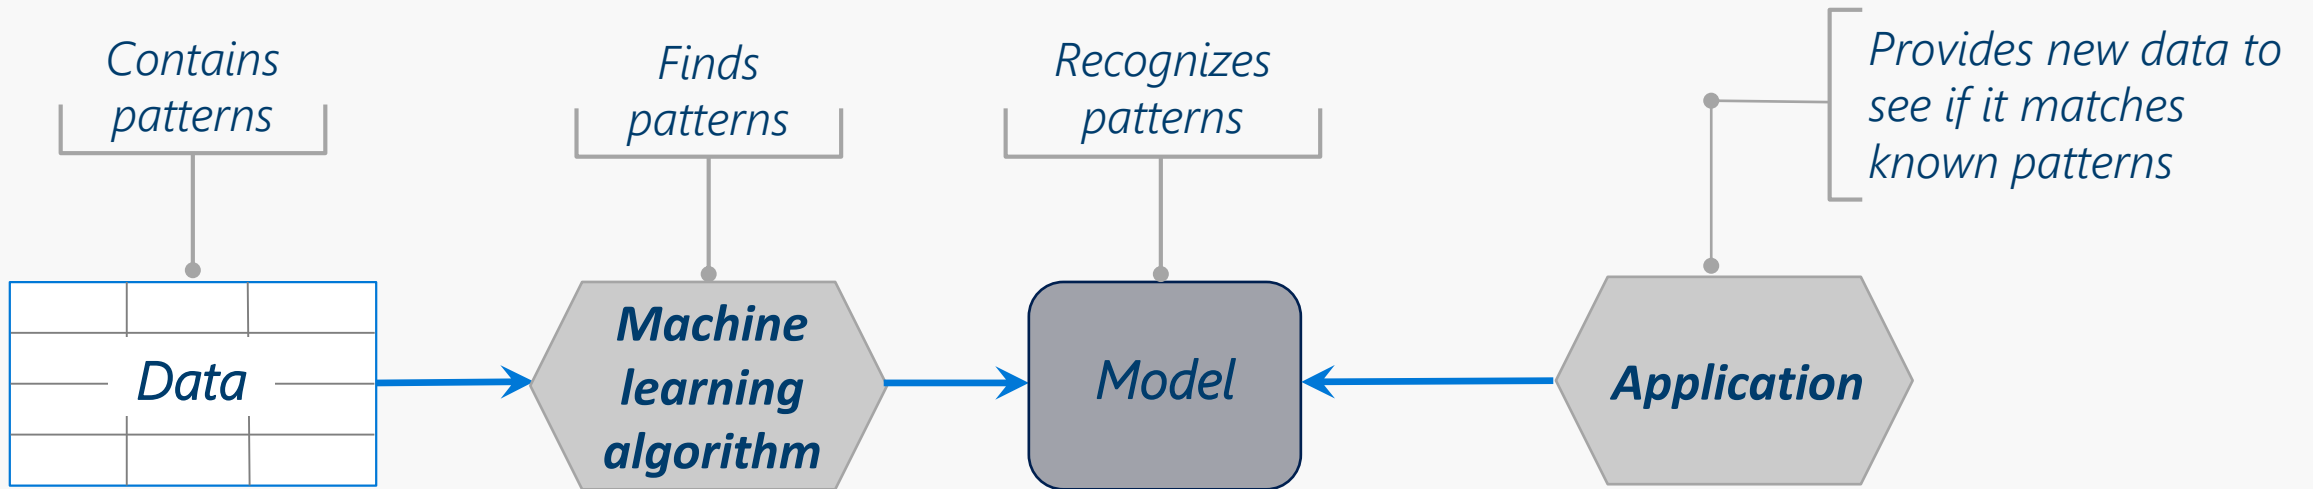 Contains
patterns
Finds
patterns
Recognizes
patterns
Provides new data to
see if it matches
known patterns
Data
Machine
learning
algorithm
Model
Application